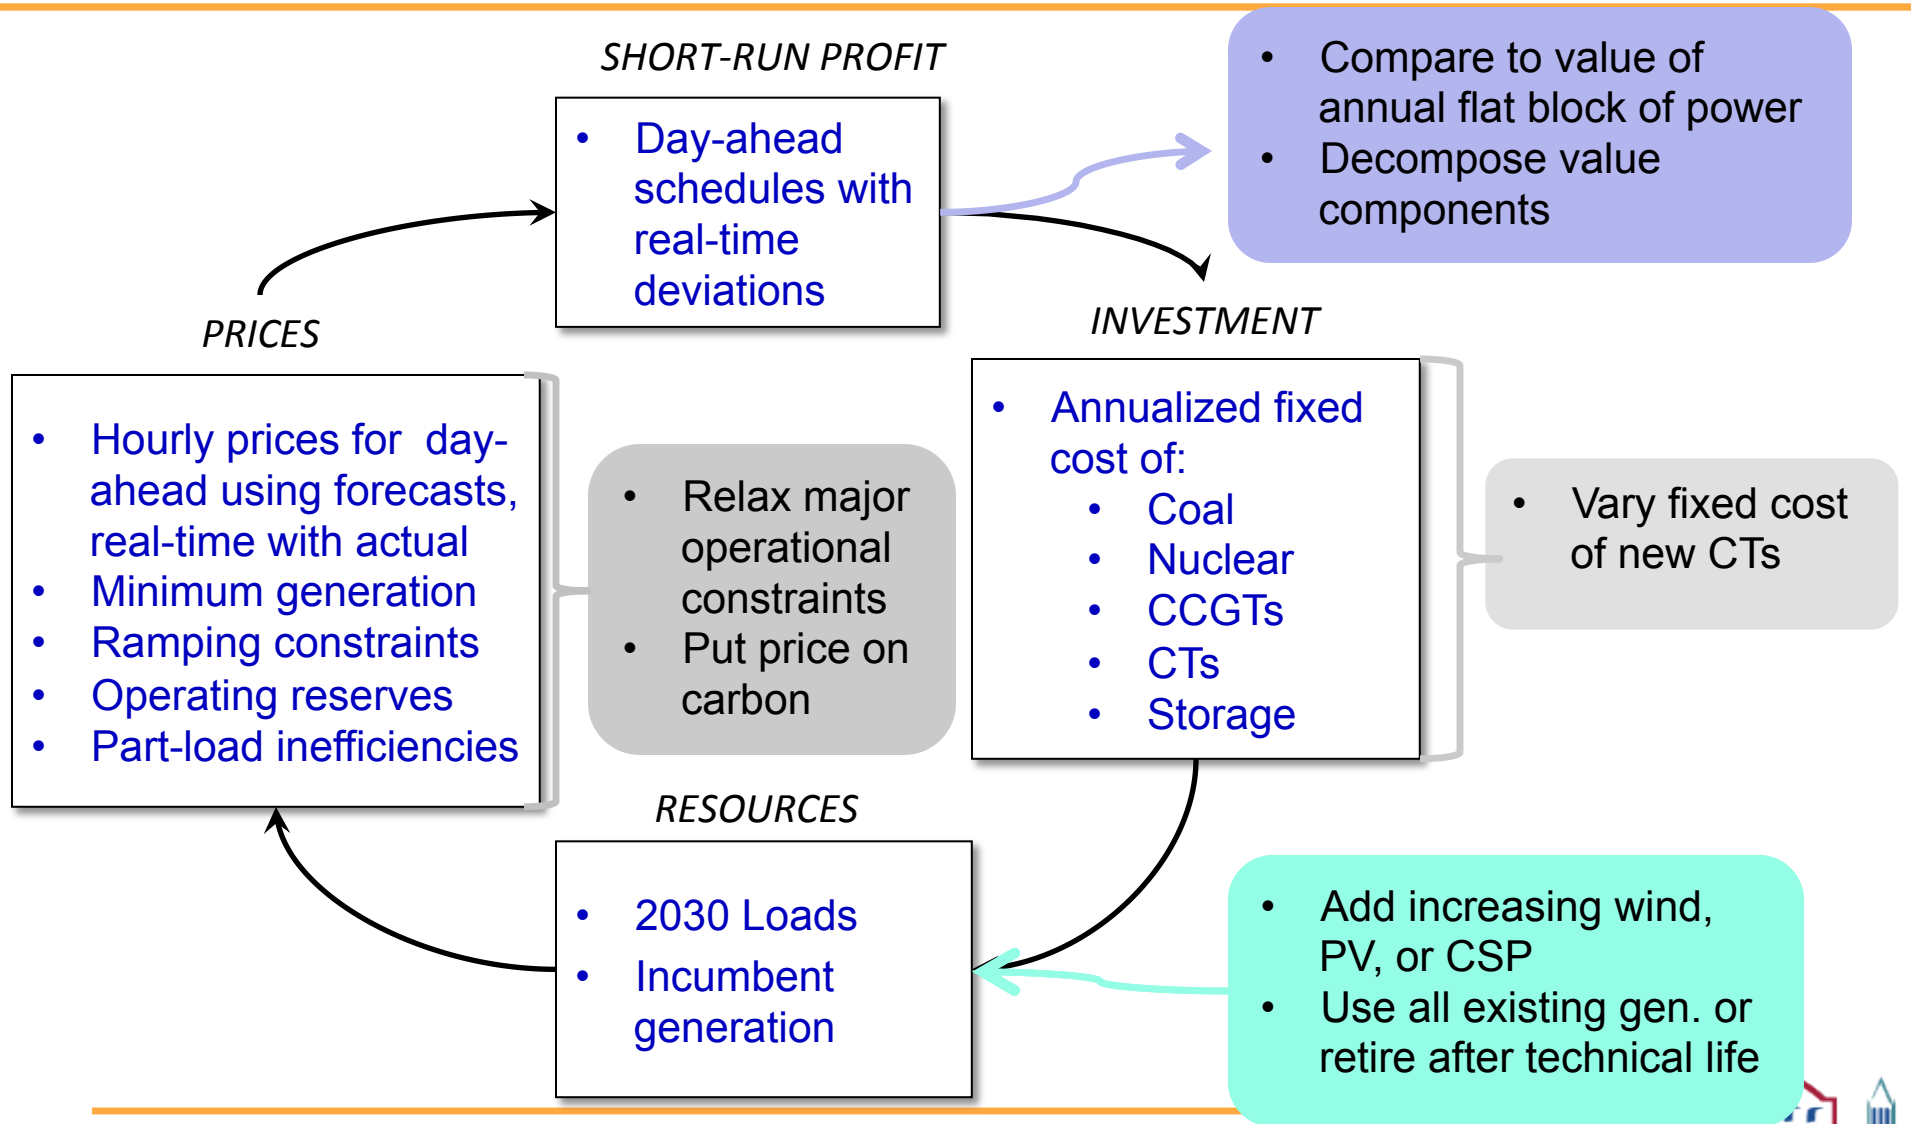 SHORT-RUN PROFIT
• Day-ahead
schedules with
real-time
deviations
• Compare to value of
annual flat block of power
• Decompose value
components
PRICES
• Hourly prices for day-
ahead using forecasts,
real-time with actual
• Minimum generation
• Ramping constraints
• Operating reserves
• Part-load inefficiencies
• Relax major
operational
constraints
• Put price on
carbon
INVESTMENT
• Annualized fixed
cost of:
• Coal
• Nuclear
• CCGTs
• CTs
• Storage
• Vary fixed cost
of new CTs
RESOURCES
• 2030 Loads
• Incumbent
generation
• Add increasing wind,
PV, or CSP
• Use all existing gen. or
retire after technical life